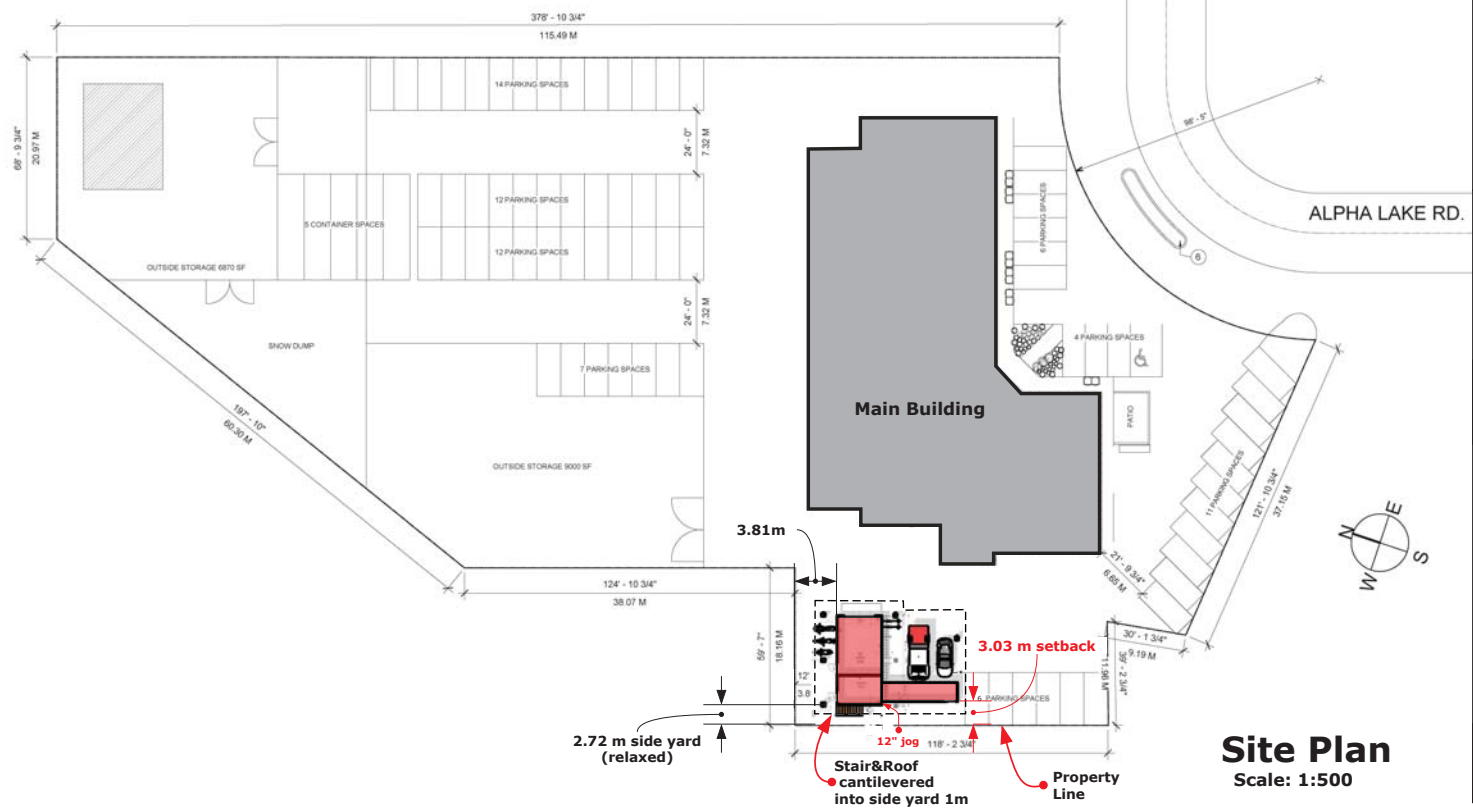 378' - 10 3/4"
115.49 M
68' - 9 3/4"
20.97 M
14 PARKING SPACES
24' - 0"
7.32 M
98' - 5"
12 PARKING SPACES
5 CONTAINER SPACES
12 PARKING SPACES
6 PARKING SPACES
ALPHA LAKE RD.
6
OUTSIDE STORAGE 6870 SF
24' - 0"
7.32 M
SNOW DUMP
4 PARKING SPACES
7 PARKING SPACES
197' - 10"
60.30 M
Main Building
PATIO
OUTSIDE STORAGE 9000 SF
11 PARKING SPACES
121' - 10 3/4"
37.15 M
N
E
S
W
3.81m
21' - 9 3/4"
6.65 M
124' - 10 3/4"
38.07 M
59' - 7"
18.16 M
30' - 1 3/4"
9.19 M
3.03 m setback
39' - 2 3/4"
11.96 M
12'
3.8
6 PARKING SPACES
2.72 m side yard
(relaxed)
12" jog
118' - 2 3/4"
Stair&Roof
cantilevered
into side yard 1m
Property
Line
Site Plan
Scale: 1:500